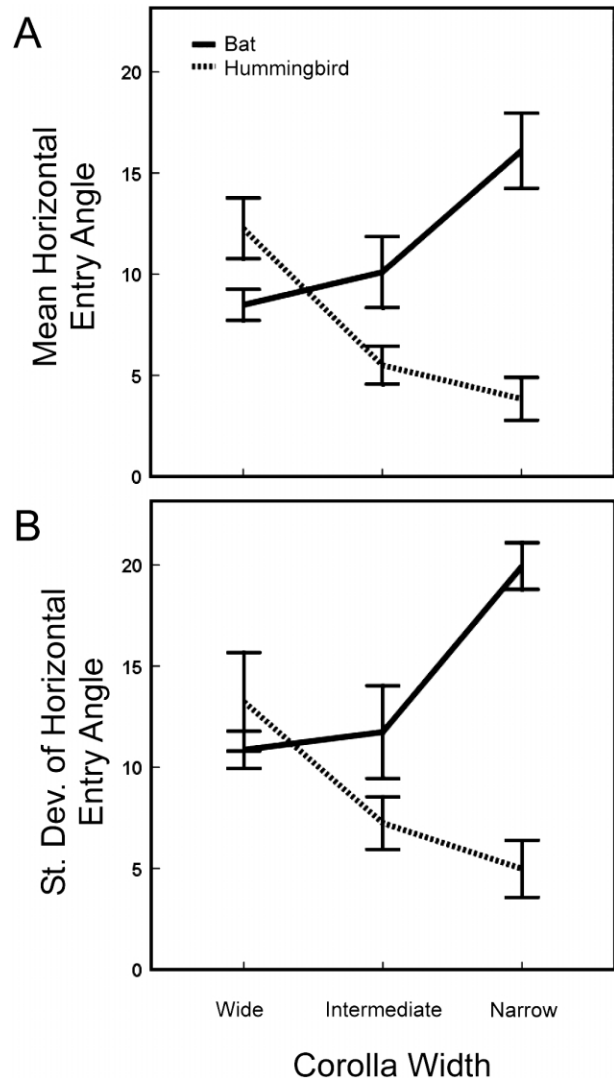 A
Bat
Hummingbird
Mean Horizontal
Entry Angle
20
15
10
5
0
B
St. Dev. of Horizontal
Entry Angle
20
15
10
5
0
Wide Intermediate Narrow
Corolla Width